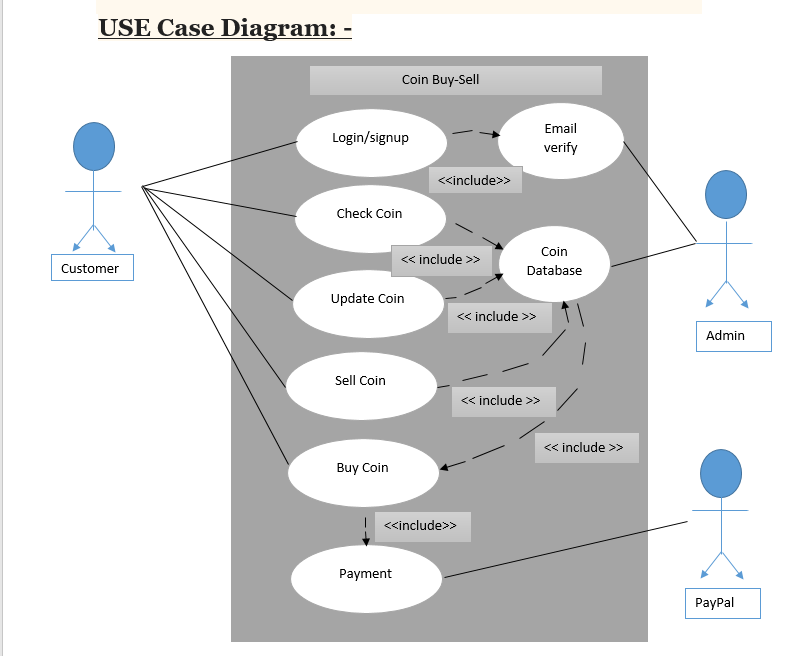 USE Case Diagram: -
Coin Buy-Sell
Login/signup
Email
verify
<<include>>
Check Coin
<< include >>
Coin
Database
Customer
Update Coin
<< include >>
Admin
Sell Coin
<< include >>
<< include >>
Buy Coin
<<include>>
Payment
PayPal